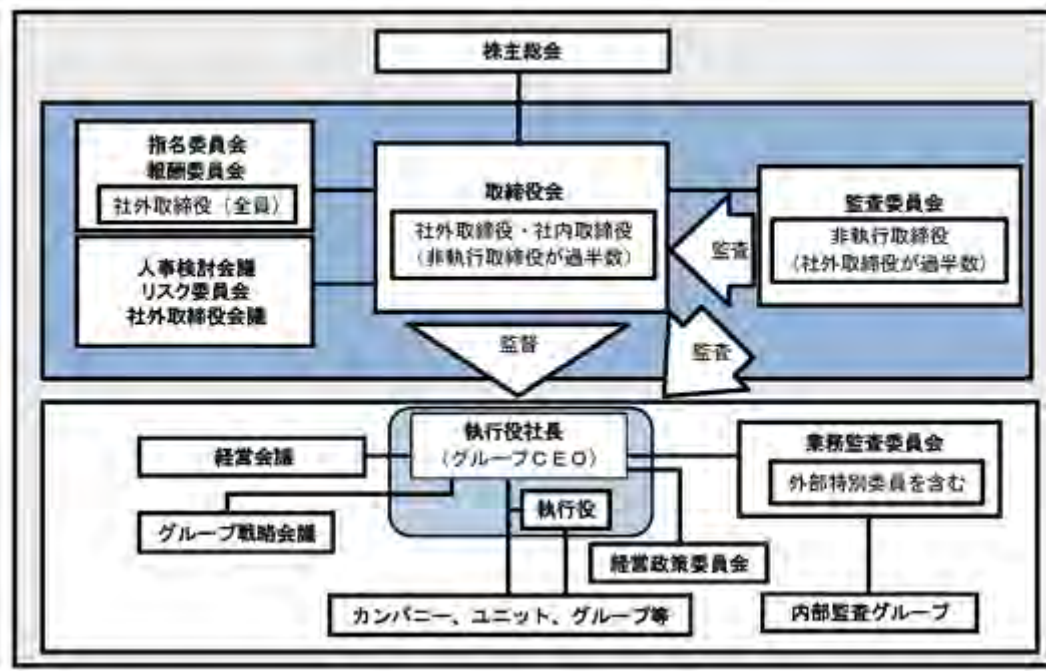 株主総会
指名委員会
報酬委員会
社外取締役（全員）
取締役会
社外取締役・社内取締役
（非執行取締役が過半数）
監査委員会
非執行取締役
（社外取締役が過半数）
監査
人事検討会議
リスク委員会
社外取締役会議
監督
監査
執行役社長
（グループＣＥＯ）
経営会議
業務監査委員会
外部特別委員を含む
グループ戦略会議
執行役
経営政策委員会
カンパニー、ユニット、グループ等
内部監査グループ